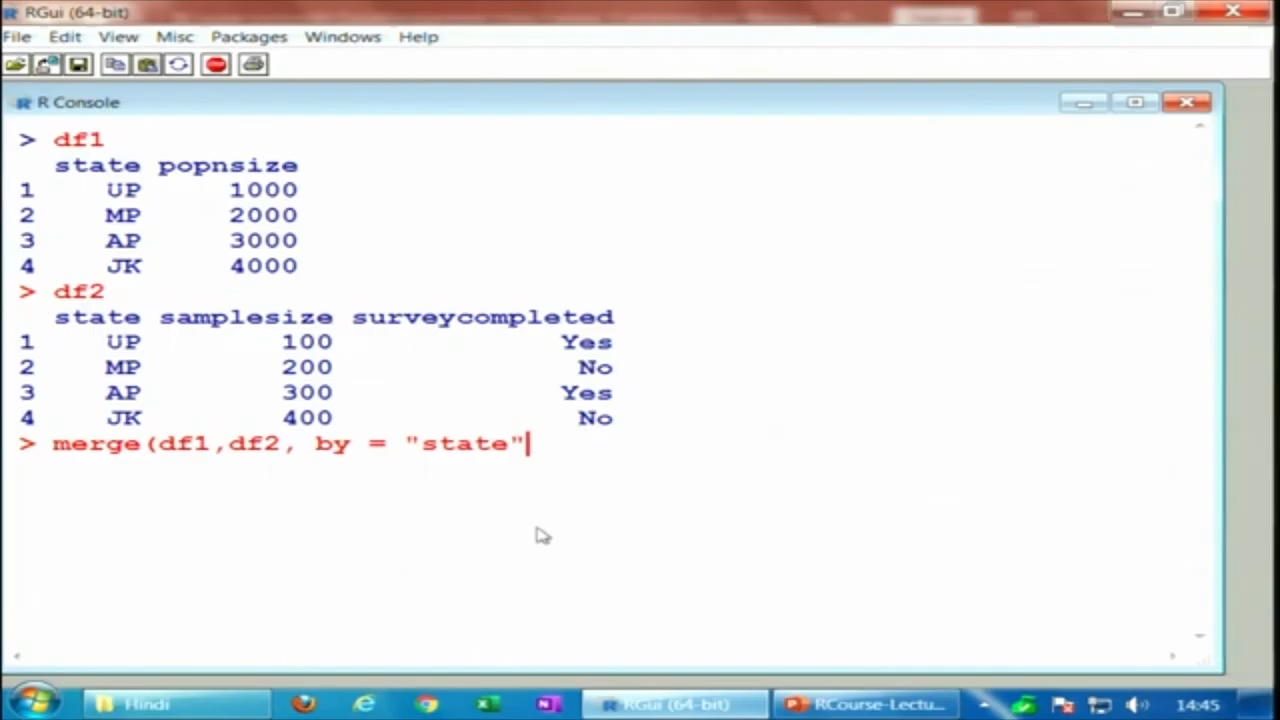 RGui (64-bit)
File Edit View Misc Packages Windows Help
R Console
> df1
state popnsize
1 UP 1000
2 MP 2000
3 AP 3000
4 JK 4000
> df2
state samplesize surveycompleted
1 UP 100 Yes
2 MP 200 No
3 AP 300 Yes
4 JK 400 No
> merge(df1,df2, by = "state"
Hindi RGui (64-bit) RCourse-Lectu... 14:45